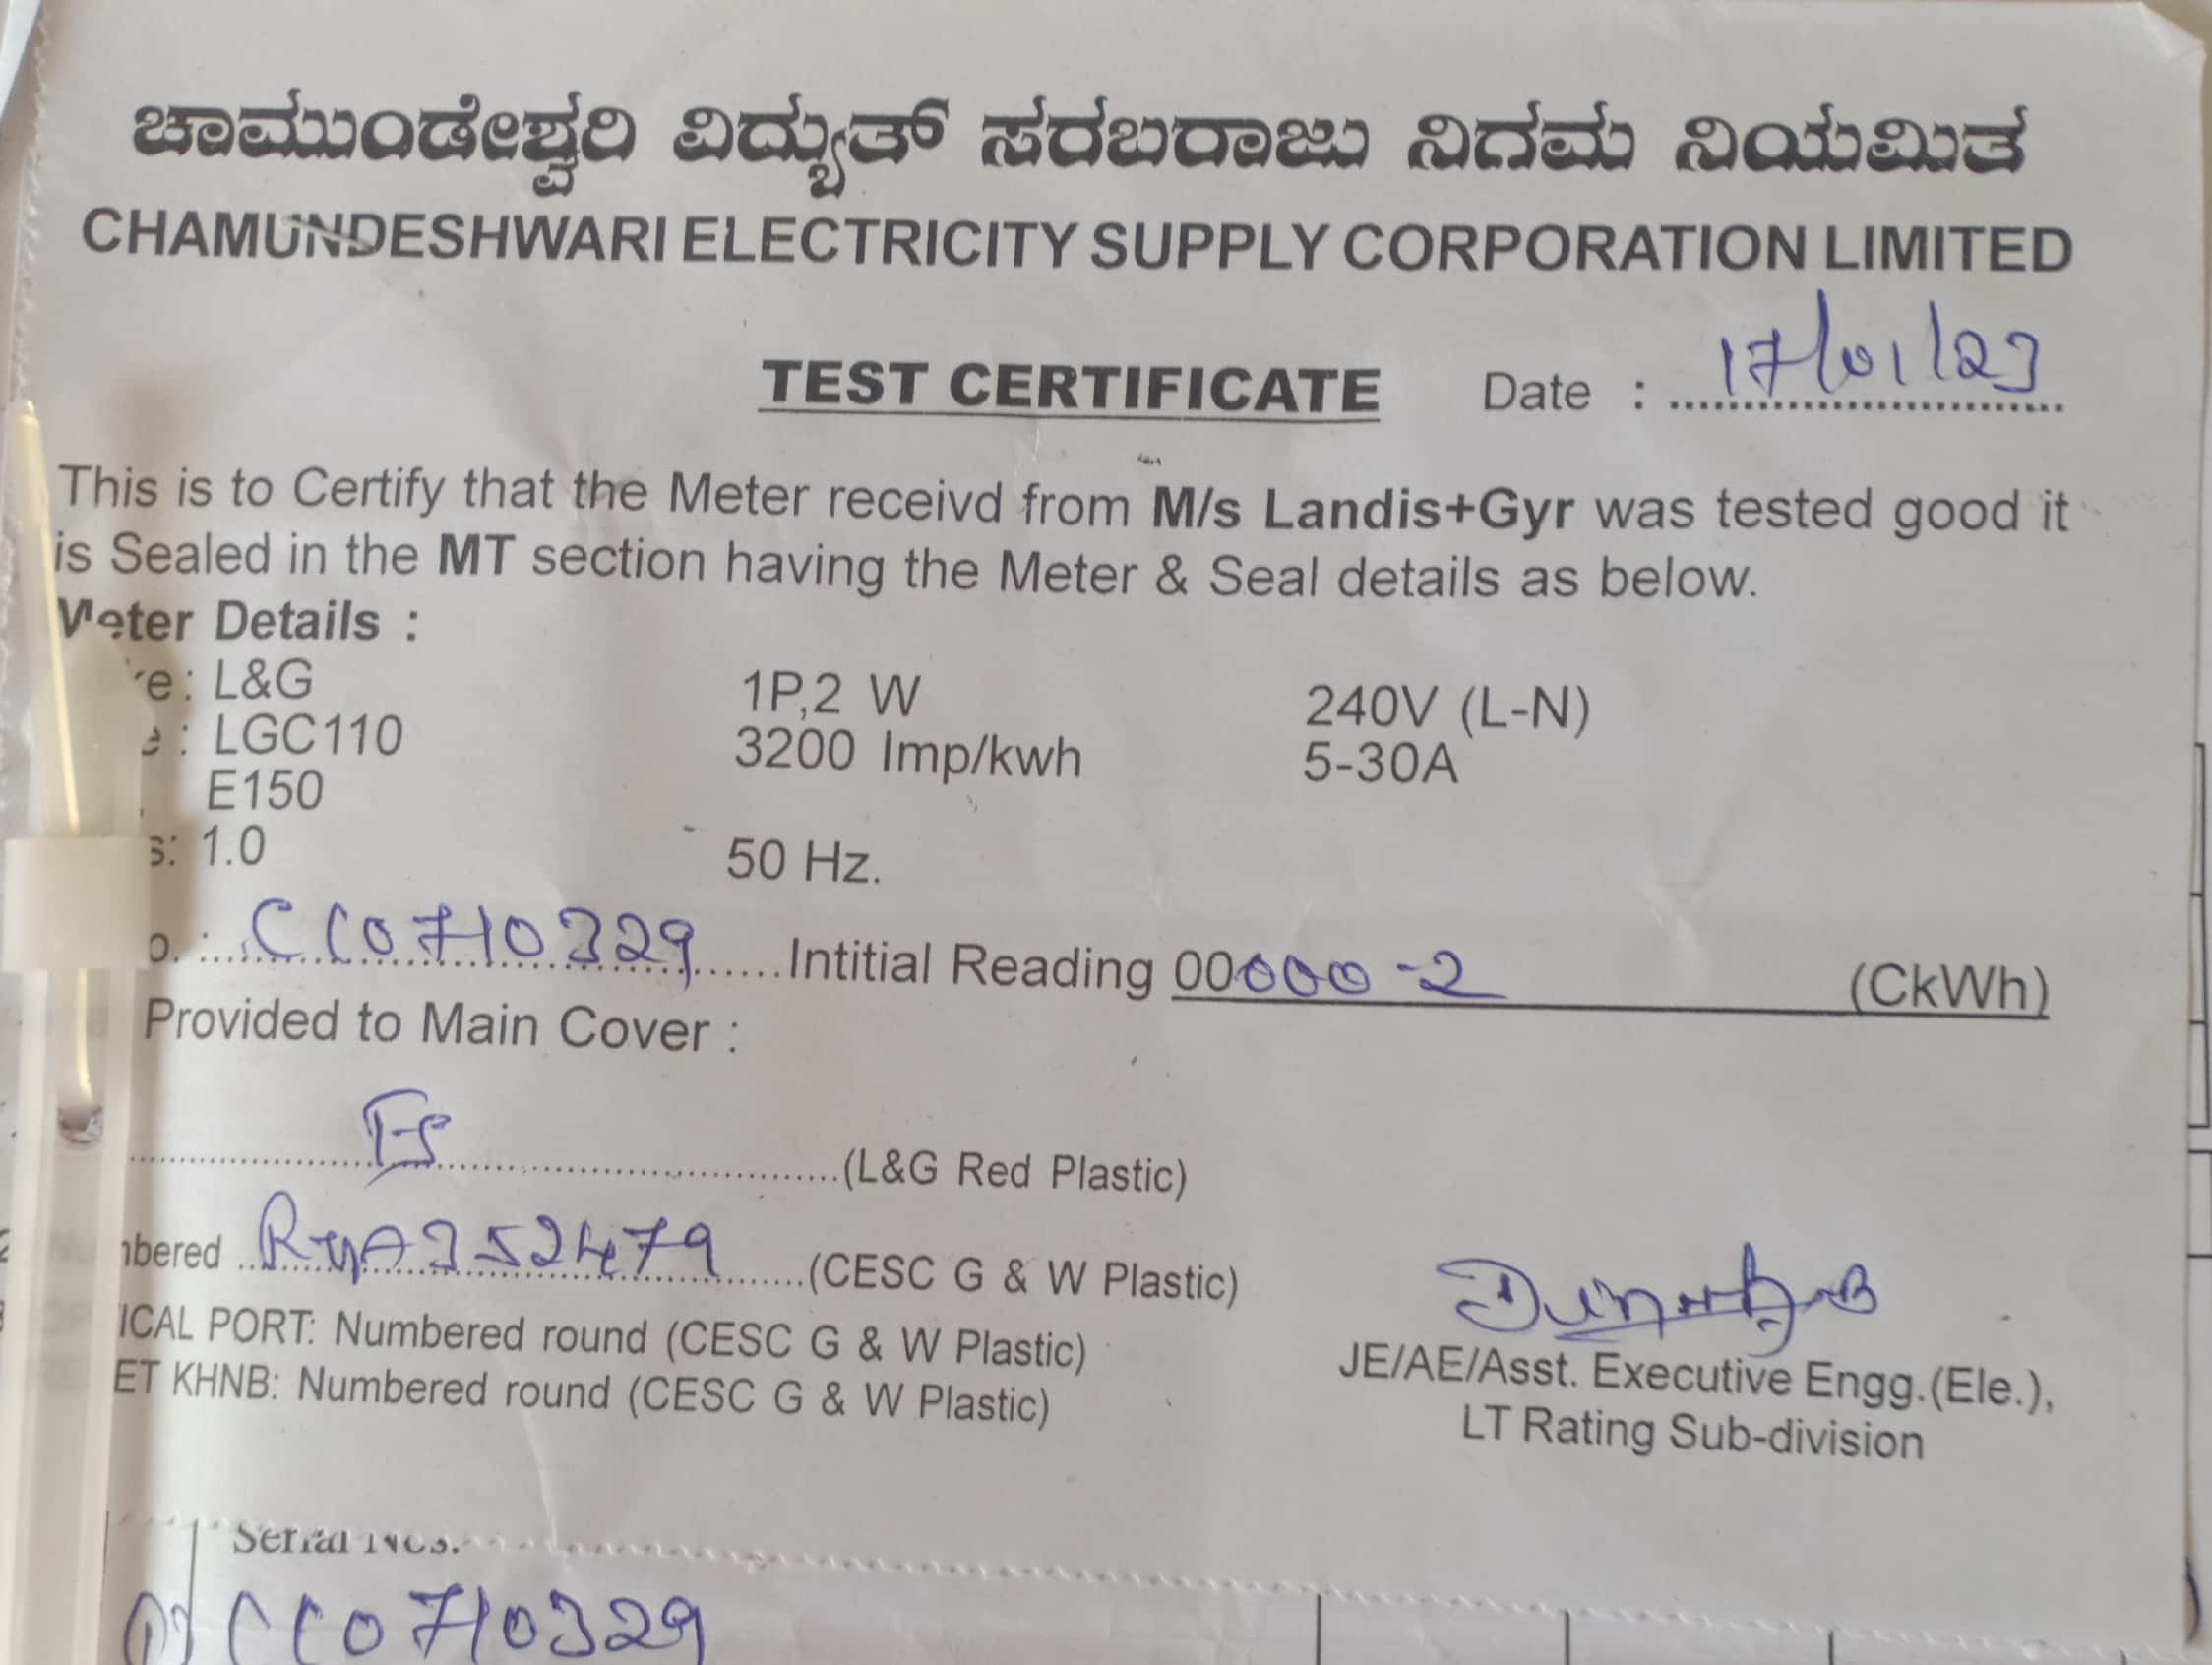 ಚಾಮುಂಡೇಶ್ವರಿ ವಿದ್ಯುತ್ ಸರಬರಾಜು ನಿಗಮ ನಿಯಮಿತ
CHAMUNDESHWARI ELECTRICITY SUPPLY CORPORATION LIMITED
TEST CERTIFICATE Date : 17/01/23
This is to Certify that the Meter receivd from M/s Landis+Gyr was tested good it
is Sealed in the MT section having the Meter & Seal details as below.
Meter Details :
: L&G 1P,2 W 240V (L-N)
: LGC110 3200 Imp/kwh 5-30A
E150
: 1.0 50 Hz.
CC0710329 Intitial Reading 00000-2 (CkWh)
Provided to Main Cover :
(L&G Red Plastic)
(CESC G & W Plastic)
ICAL PORT: Numbered round (CESC G & W Plastic)
ET KHNB: Numbered round (CESC G & W Plastic)
JE/AE/Asst. Executive Engg.(Ele.),
LT Rating Sub-division
Serial Nos.
1) CC0710329